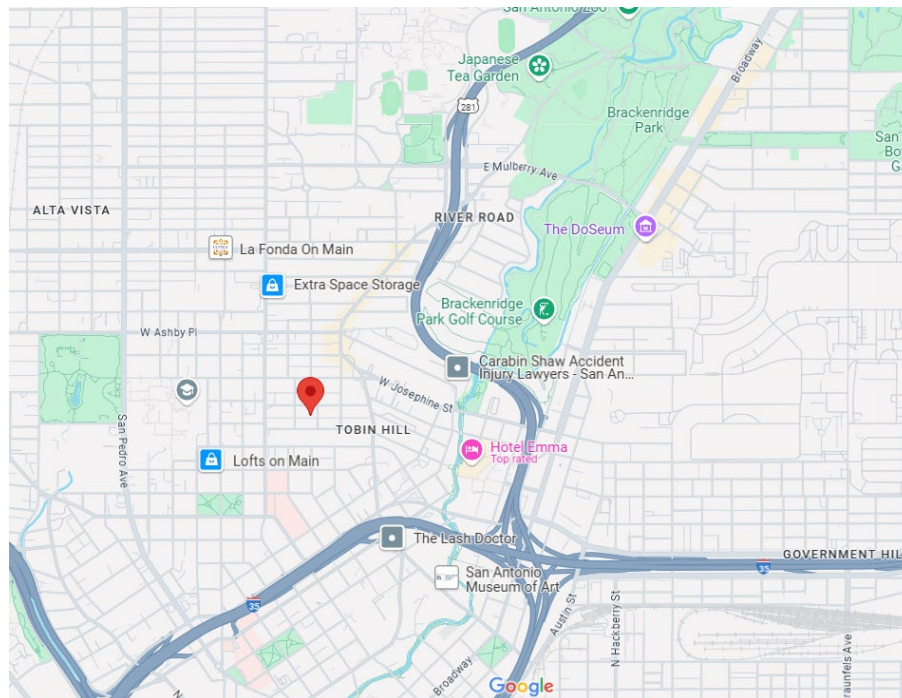 San Antonio Zoo
Japanese
Tea Garden
281
Broadway
Brackenridge
Park
San
Bo
Ga
E Mulberry Ave
ALTA VISTA
RIVER ROAD
The DoSeum
La Fonda On Main
Extra Space Storage
Brackenridge
Park Golf Course
W Ashby Pl
Carabin Shaw Accident
Injury Lawyers - San An...
W Josephine St
San Pedro Ave
TOBIN HILL
Hotel Emma
Top rated
Lofts on Main
The Lash Doctor
GOVERNMENT HIL
35
San Antonio
Museum of Art
35
Austin St
N Hackberry St
raunfels Ave
Broadway
N
Google